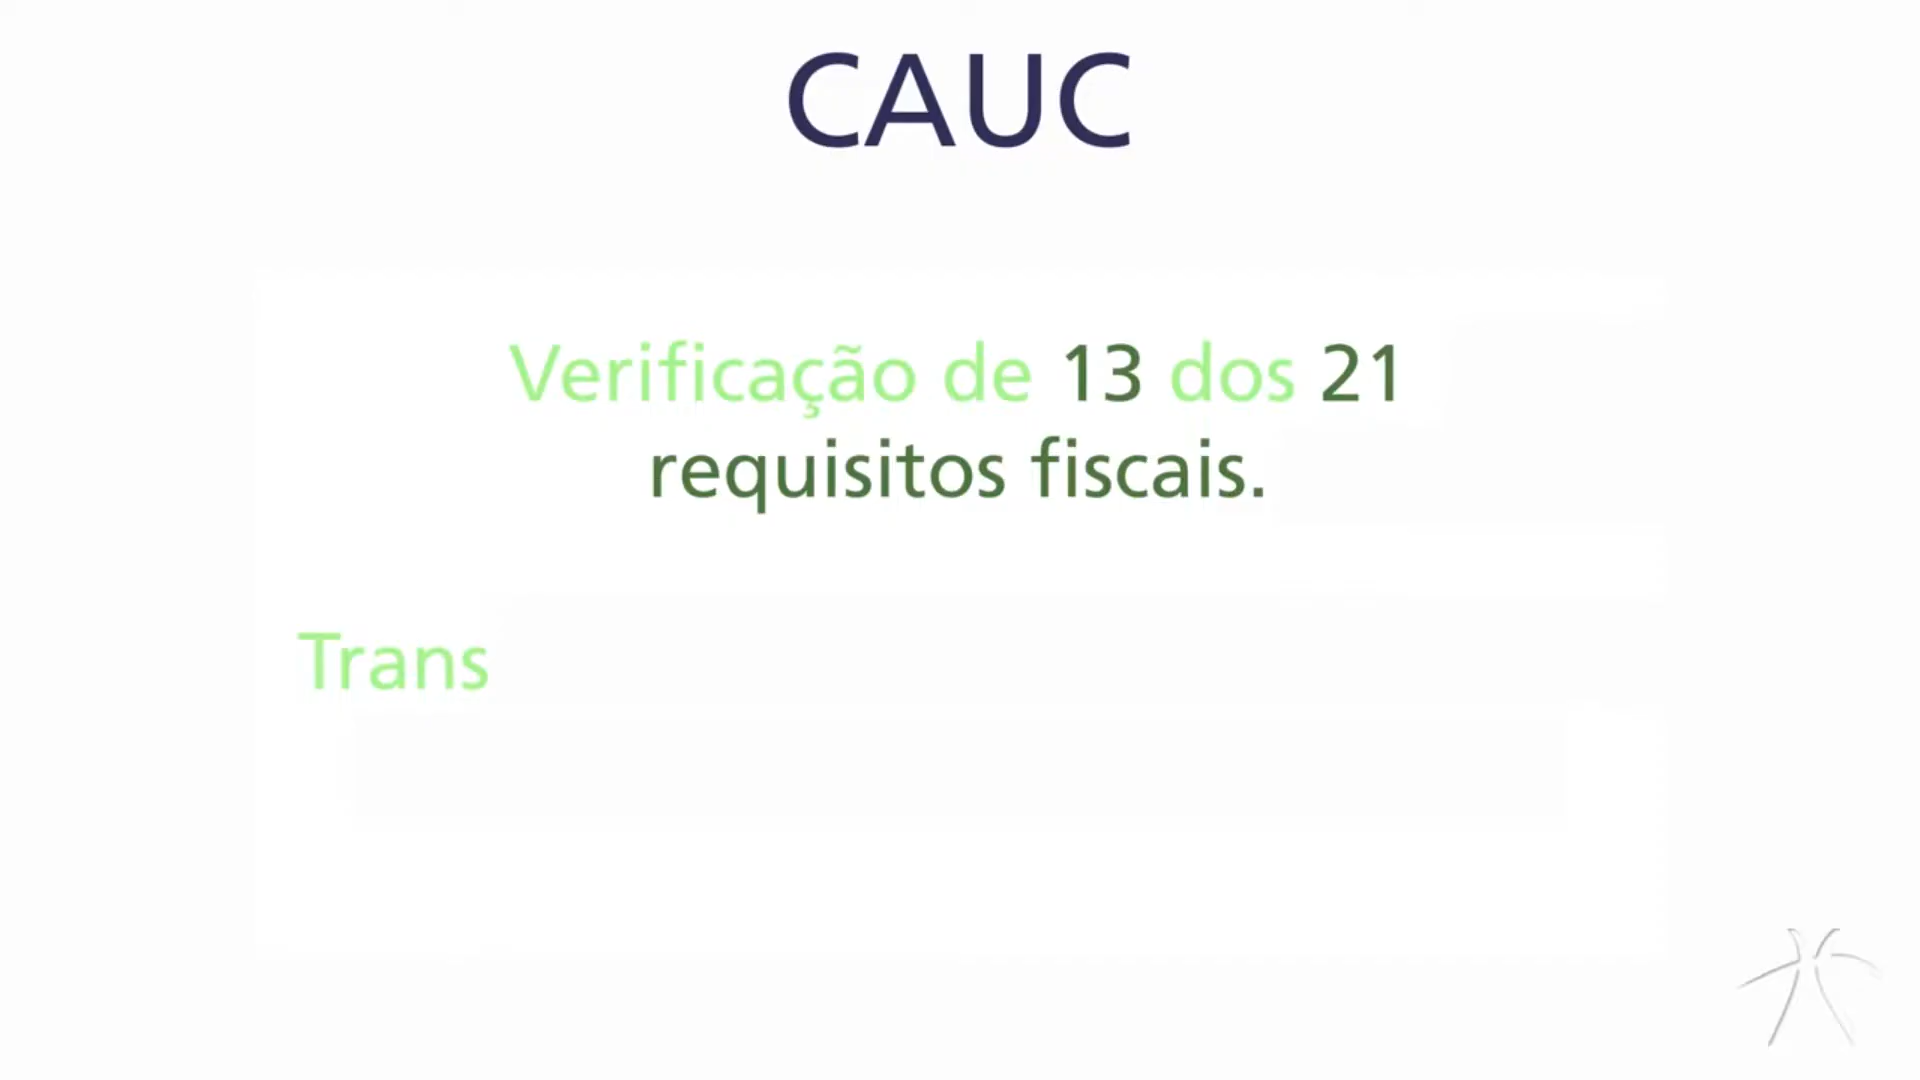 CAUC
Verificação de 13 dos 21
requisitos fiscais.
Trans